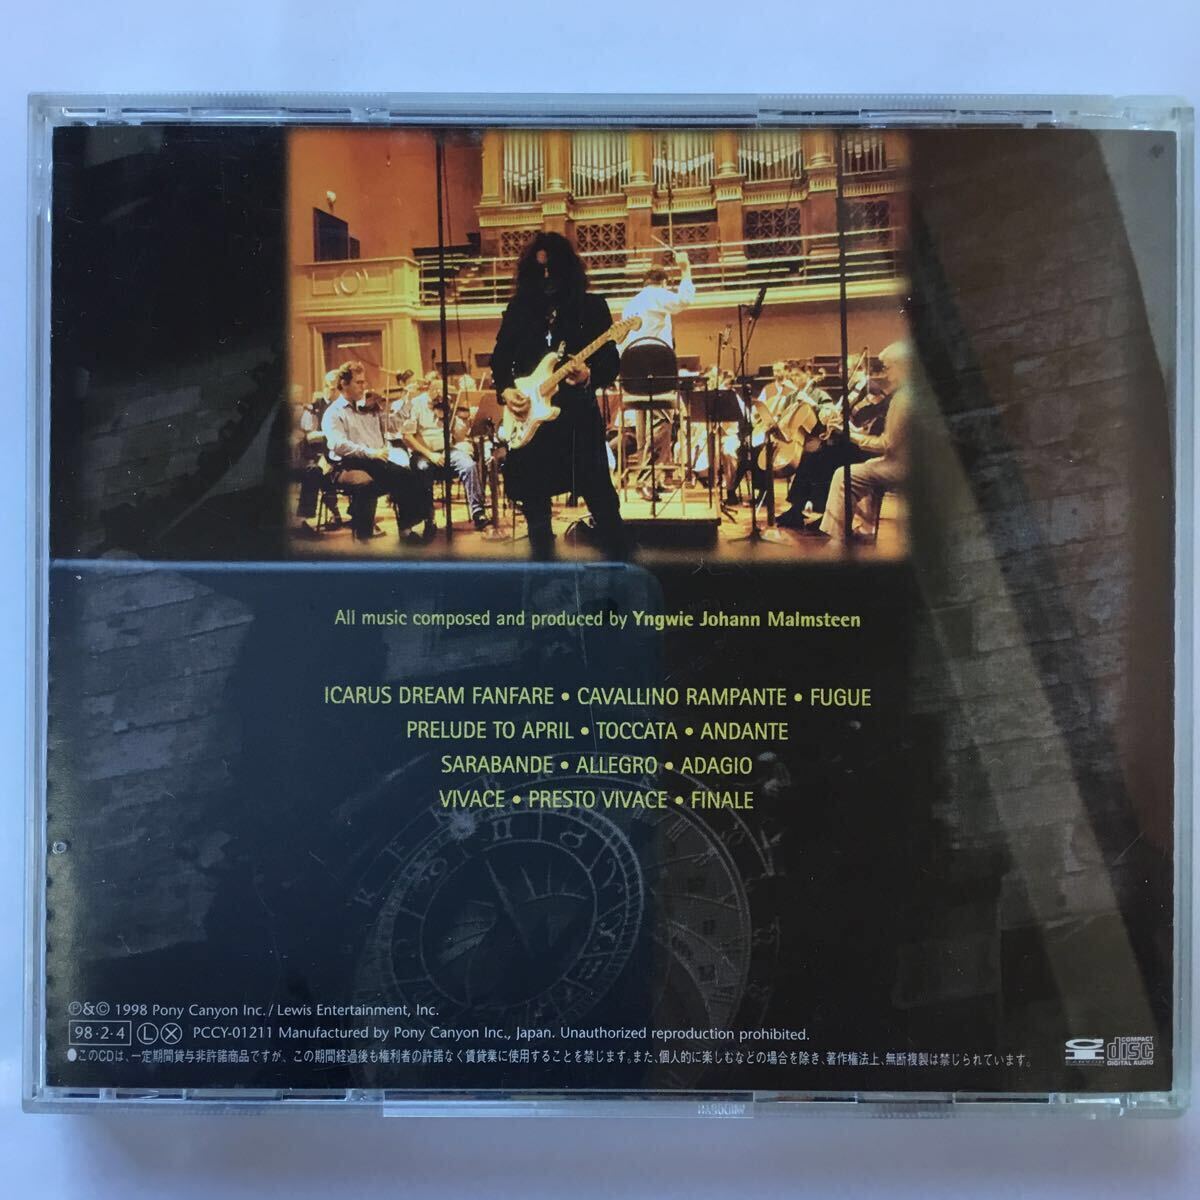 All music composed and produced by Yngwie Johann Malmsteen
ICARUS DREAM FANFARE • CAVALLINO RAMPANTE • FUGUE
PRELUDE TO APRIL • TOCCATA • ANDANTE
SARABANDE • ALLEGRO • ADAGIO
VIVACE • PRESTO VIVACE • FINALE
℗&© 1998 Pony Canyon Inc. / Lewis Entertainment, Inc.
98・2・4 Ⓛ Ⓧ PCCY-01211 Manufactured by Pony Canyon Inc., Japan. Unauthorized reproduction prohibited.
●このCDは、一定期間貸与非許諾商品ですが、この期間経過後も権利者の許諾なく賃貸業に使用することを禁じます。また、個人的に楽しむなどの場合を除き、著作権法上、無断複製は禁じられています。
CANYON
COMPACT disc DIGITAL AUDIO